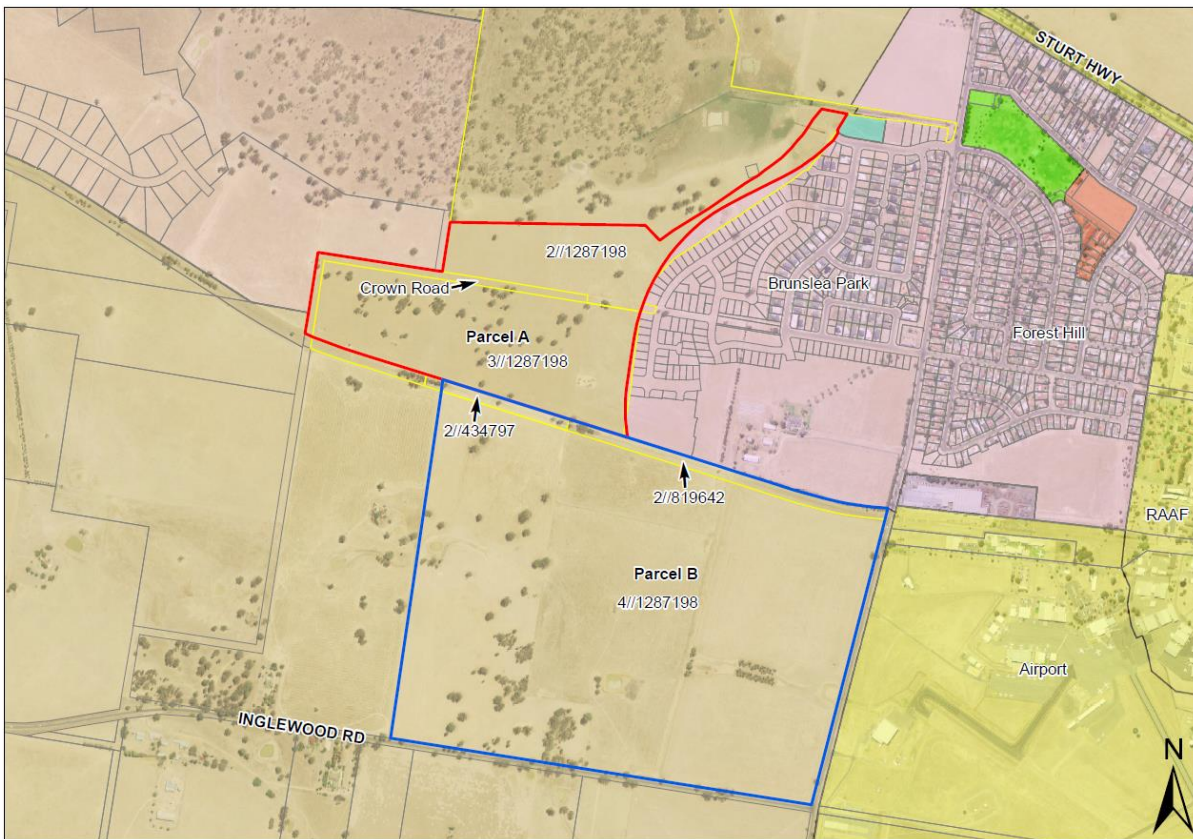 STURT HWY
2//1287198
Crown Road
Brunslea Park
Parcel A
Forest Hill
3//1287198
2//434797
2//819642
RAAF
Parcel B
4//1287198
Airport
INGLEWOOD RD
N